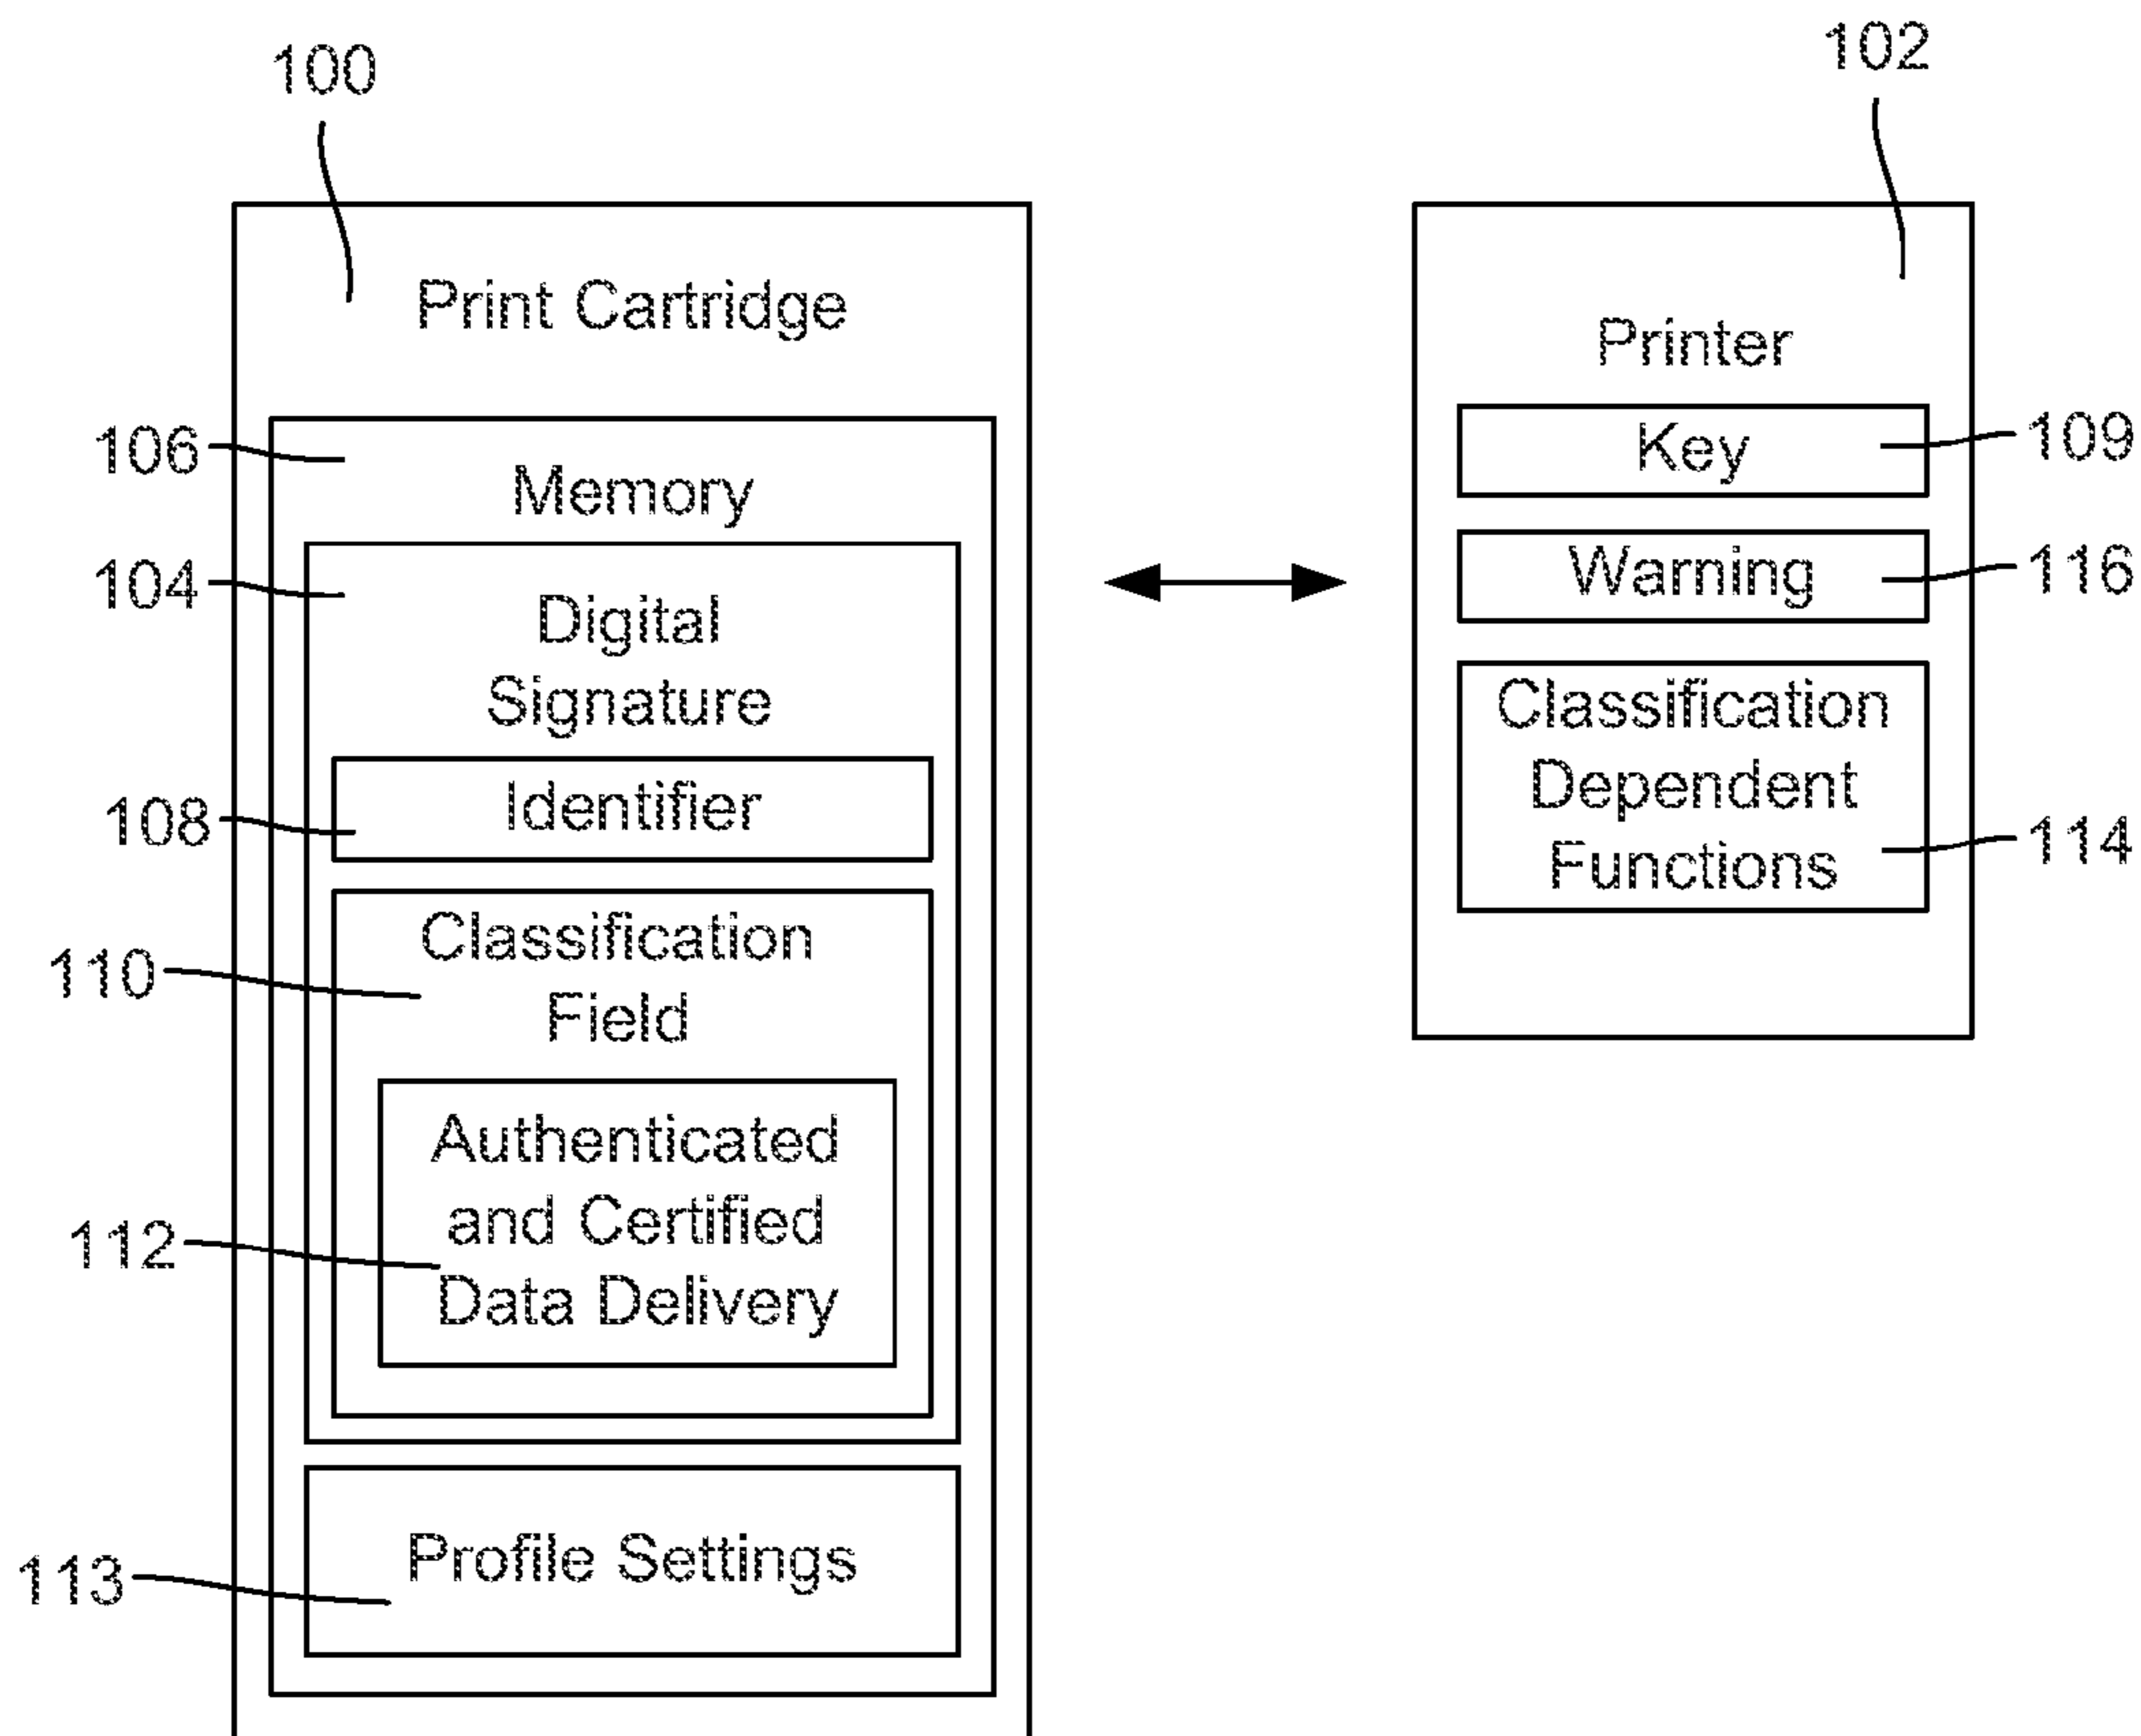 100
102
Print Cartridge
Printer
106
Memory
Key
109
104
Digital
Signature
Warning
116
108
Identifier
Classification
Dependent
Functions
114
110
Classification
Field
112
Authenticated
and Certified
Data Delivery
113
Profile Settings